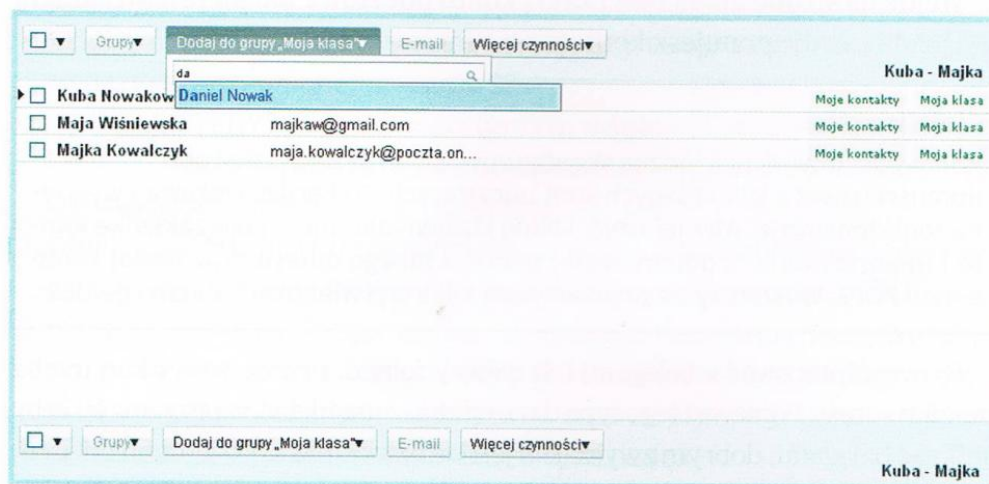 Grupy Dodaj do grupy „Moja klasa" E-mail Więcej czynności
da
Kuba - Majka
Kuba Nowakow Daniel Nowak Moje kontakty Moja klasa
Maja Wiśniewska majkaw@gmail.com Moje kontakty Moja klasa
Majka Kowalczyk maja.kowalczyk@poczta.on... Moje kontakty Moja klasa
Grupy Dodaj do grupy „Moja klasa" E-mail Więcej czynności
Kuba - Majka